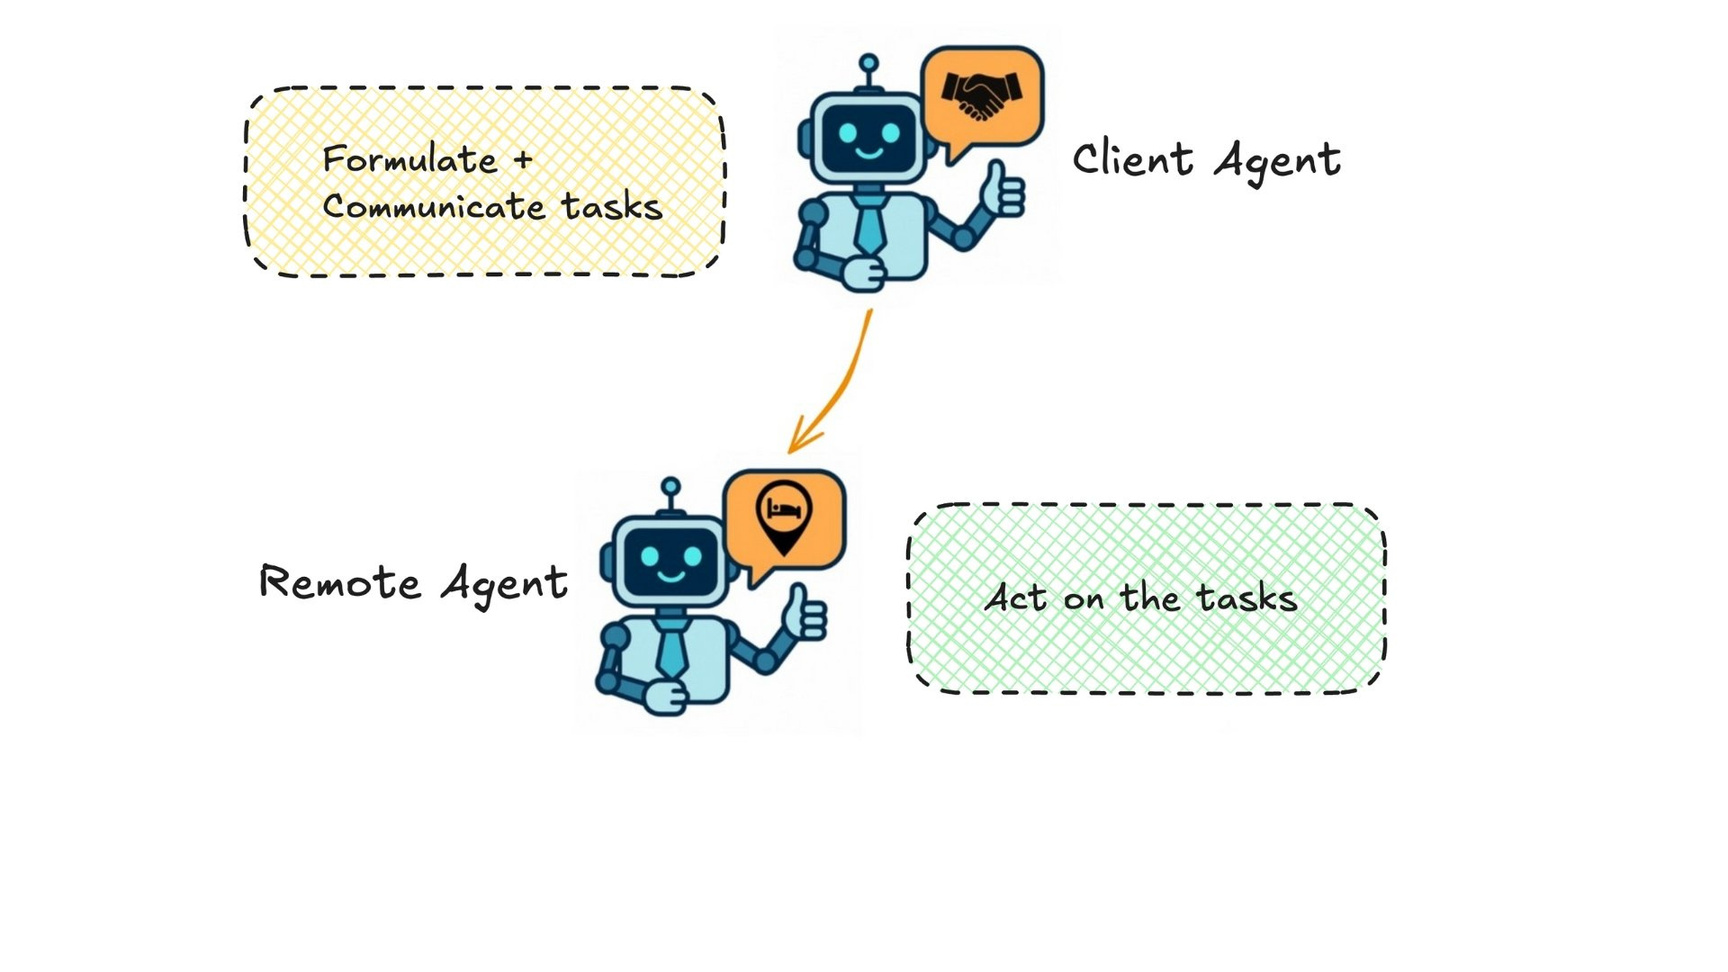 Formulate +
Communicate tasks
Client Agent
Remote Agent
Act on the tasks